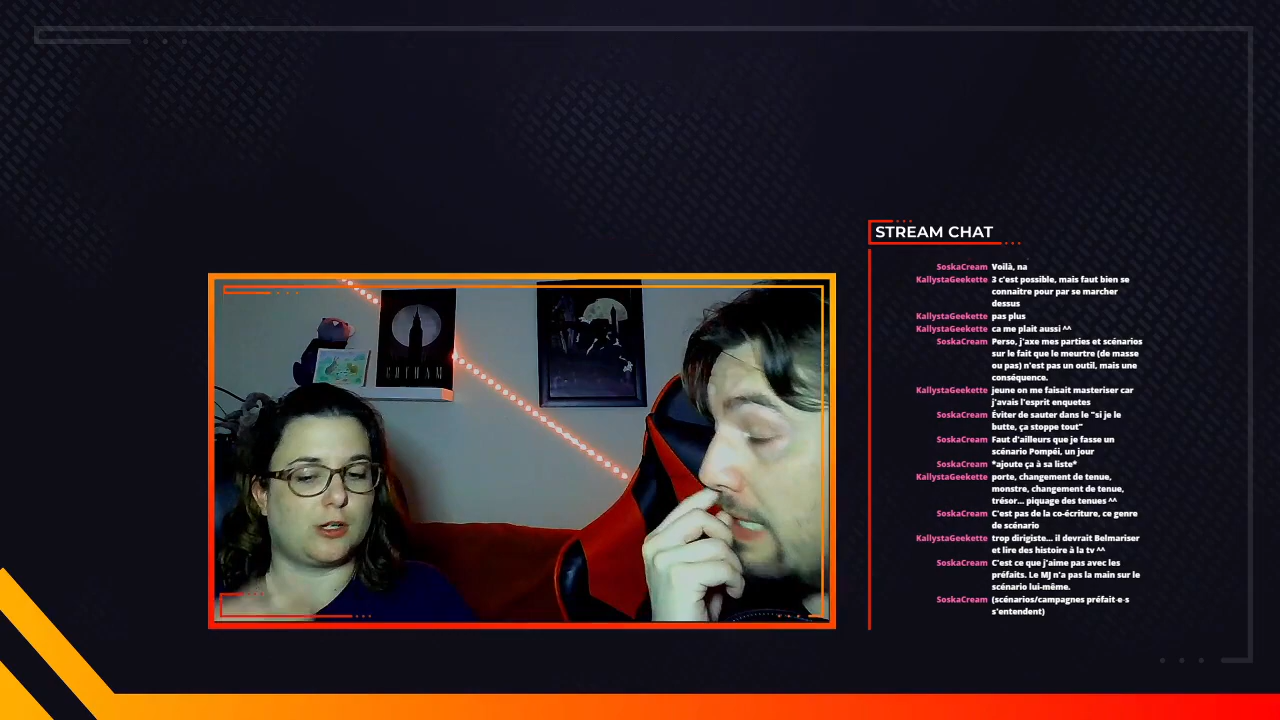 STREAM CHAT
SoskaCream Voilà, na
KallystaGeekette 3 c'est possible, mais faut bien se
connaitre pour par se marcher
dessus
KallystaGeekette pas plus
KallystaGeekette ca me plait aussi ^^
SoskaCream Perso, j'axe mes parties et scénarios
sur le fait que le meurtre (de masse
ou pas) n'est pas un outil, mais une
conséquence.
KallystaGeekette jeune on me faisait masteriser car
j'avais l'esprit enquetes
SoskaCream Éviter de sauter dans le "si je le
butte, ça stoppe tout"
SoskaCream Faut d'ailleurs que je fasse un
scénario Pompéi, un jour
SoskaCream *ajoute ça à sa liste*
KallystaGeekette porte, changement de tenue,
monstre, changement de tenue,
trésor... piquage des tenues ^^
SoskaCream C'est pas de la co-écriture, ce genre
de scénario
KallystaGeekette trop dirigiste... il devrait Belmariser
et lire des histoire à la tv ^^
SoskaCream C'est ce que j'aime pas avec les
préfaits. Le MJ n'a pas la main sur le
scénario lui-même.
SoskaCream (scénarios/campagnes préfait·e·s
s'entendent)
GOTHAM